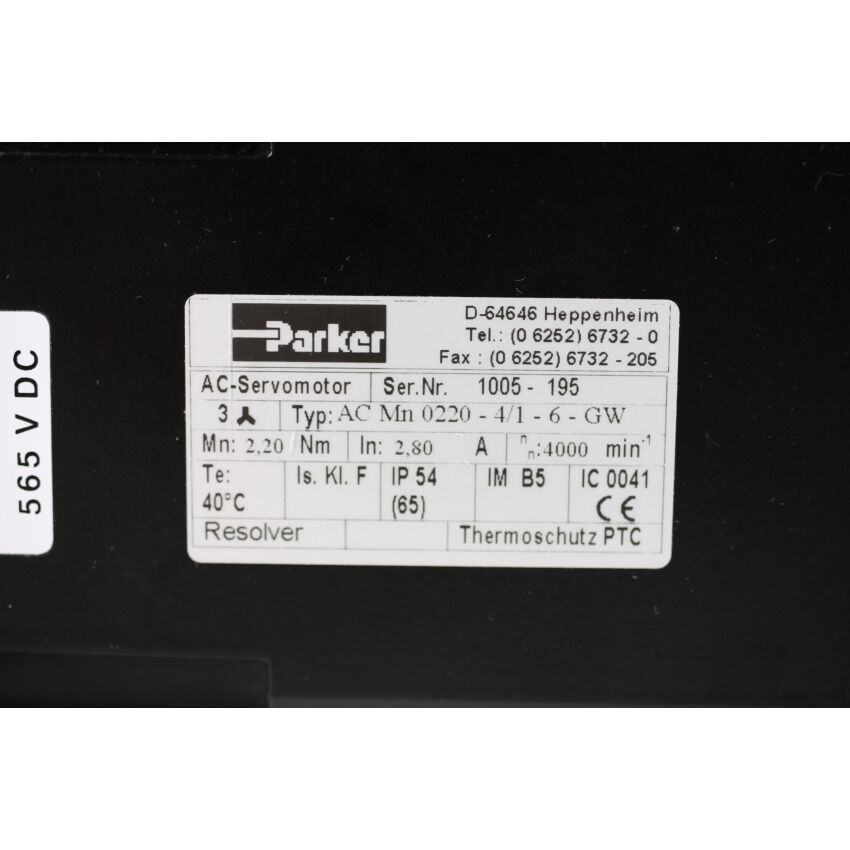 565 V DC
Parker
D-64646 Heppenheim
Tel.: (0 6252) 6732 - 0
Fax : (0 6252) 6732 - 205
AC-Servomotor Ser.Nr. 1005 - 195
3 Typ: AC Mn 0220 - 4/1 - 6 - GW
Mn: 2,20 Nm In: 2,80 A nn:4000 min-1
Te: Is. Kl. F IP 54 IM B5 IC 0041
40°C (65) CE
Resolver Thermoschutz PTC